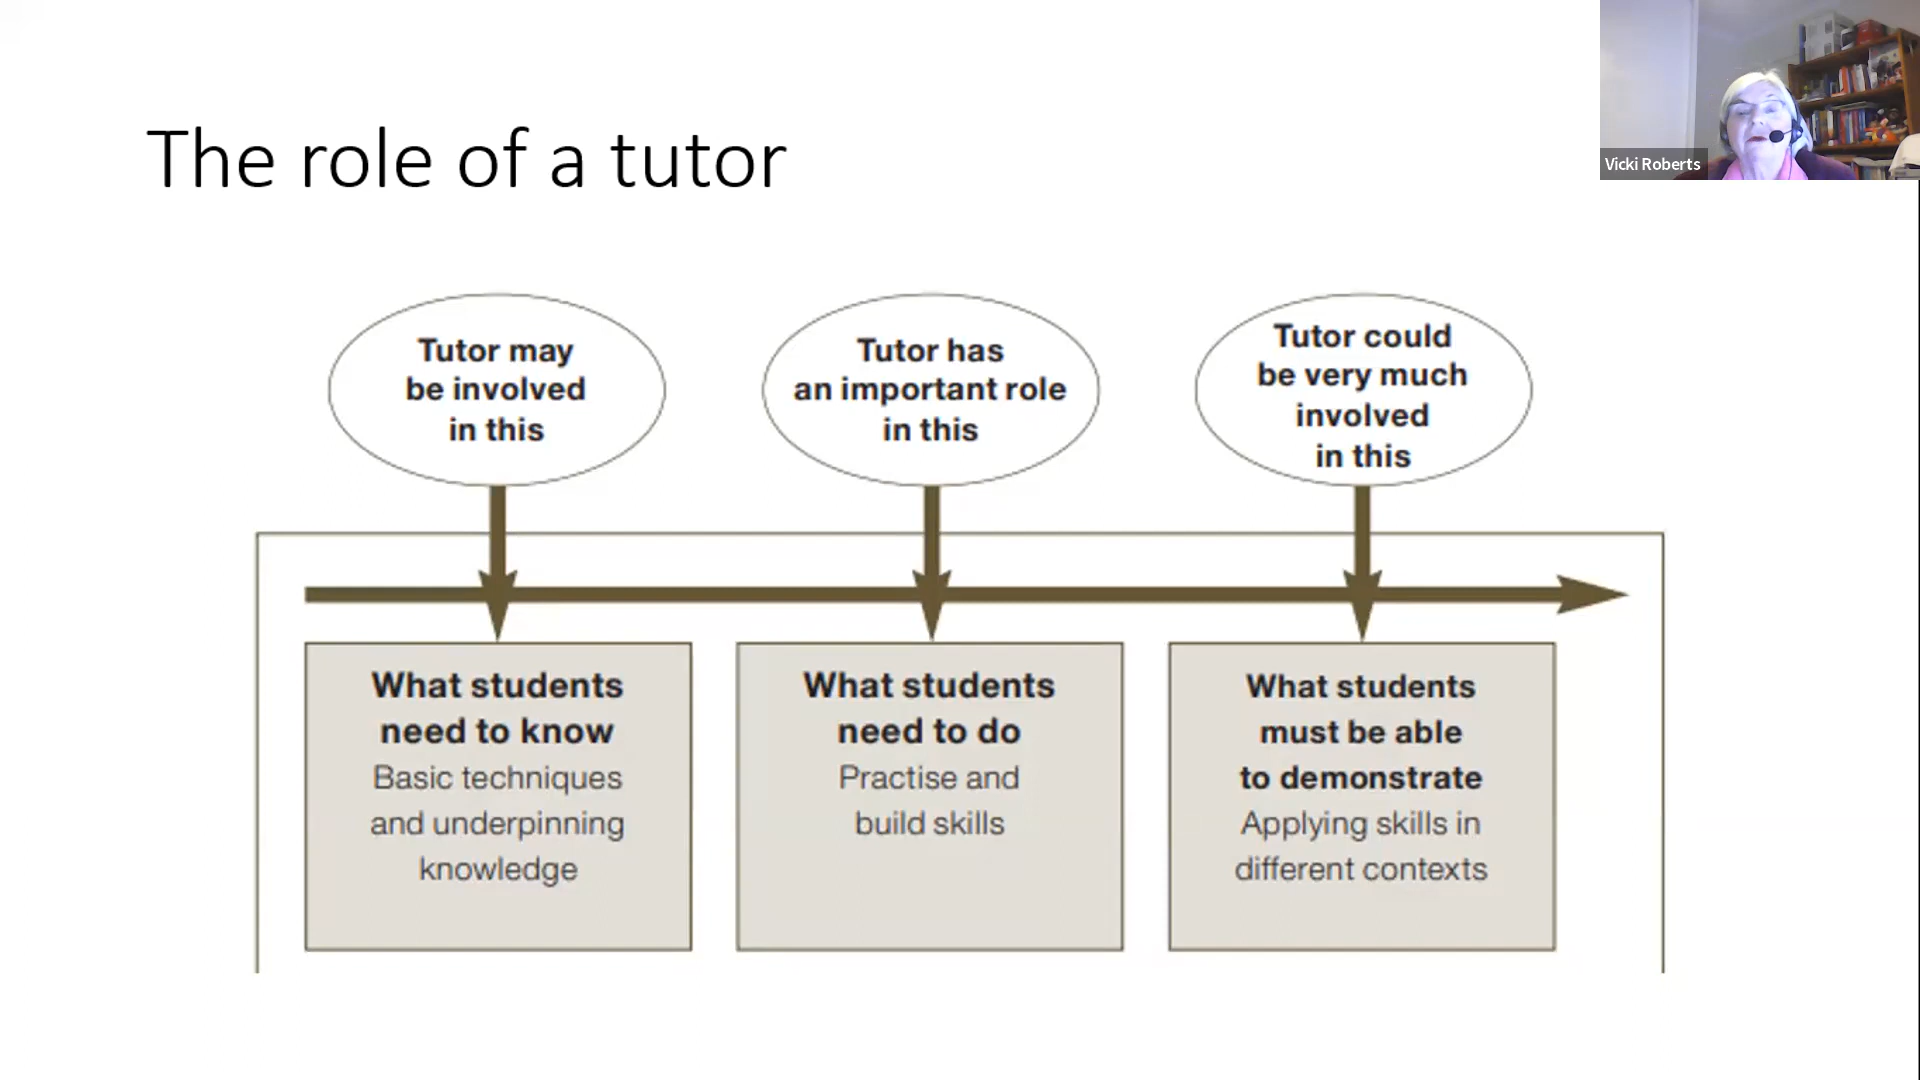 The role of a tutor
Vicki Roberts
Tutor may
be involved
in this
Tutor has
an important role
in this
Tutor could
be very much
involved
in this
What students
need to know
Basic techniques
and underpinning
knowledge
What students
need to do
Practise and
build skills
What students
must be able
to demonstrate
Applying skills in
different contexts